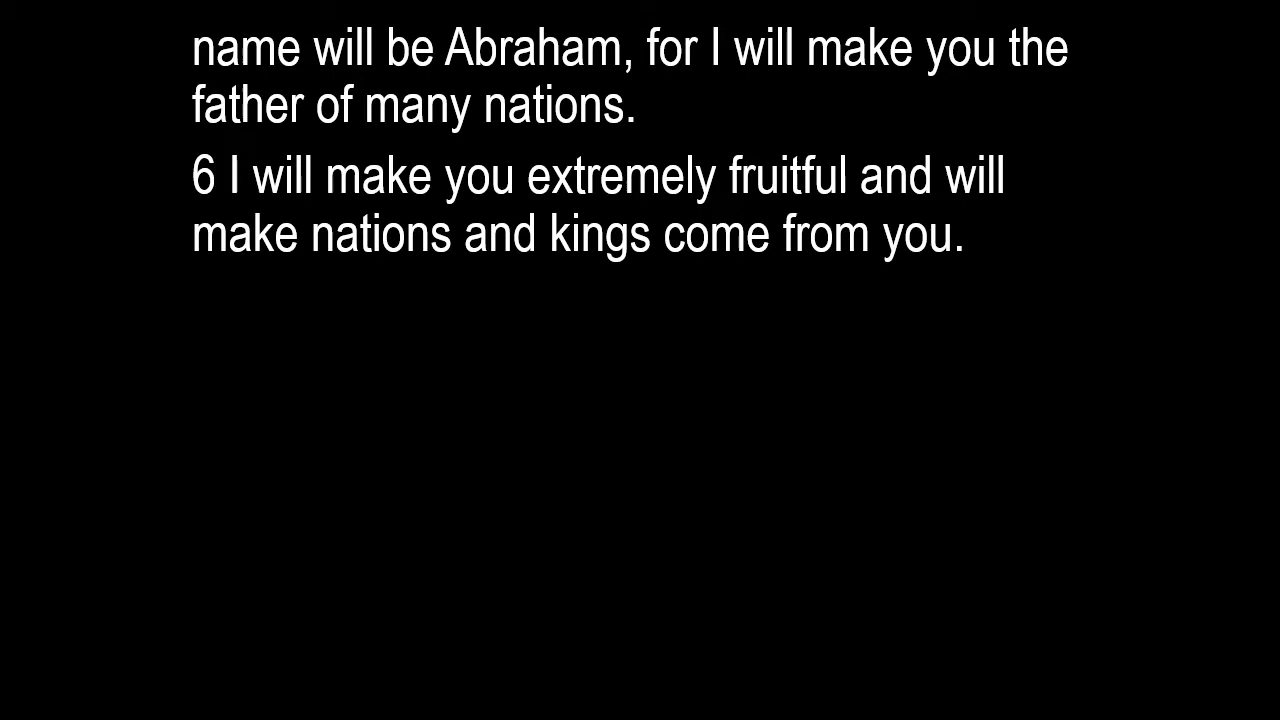 name will be Abraham, for I will make you the
father of many nations.
6 I will make you extremely fruitful and will
make nations and kings come from you.